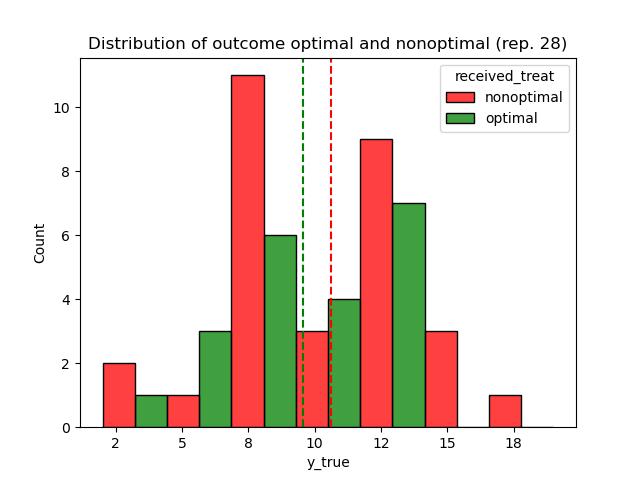 Distribution of outcome optimal and nonoptimal (rep. 28)
received_treat
nonoptimal
optimal
10
8
6
4
2
0
Count
2 5 8 10 12 15 18
y_true